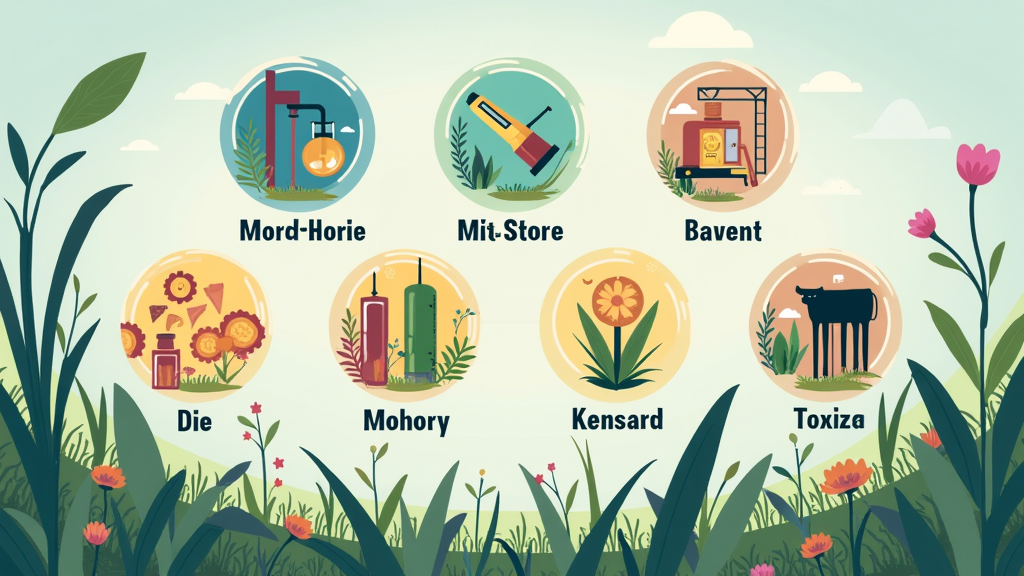 Mord-Horie
Mit-Store
Bavent
Die
Mohory
Kensard
Toxiza